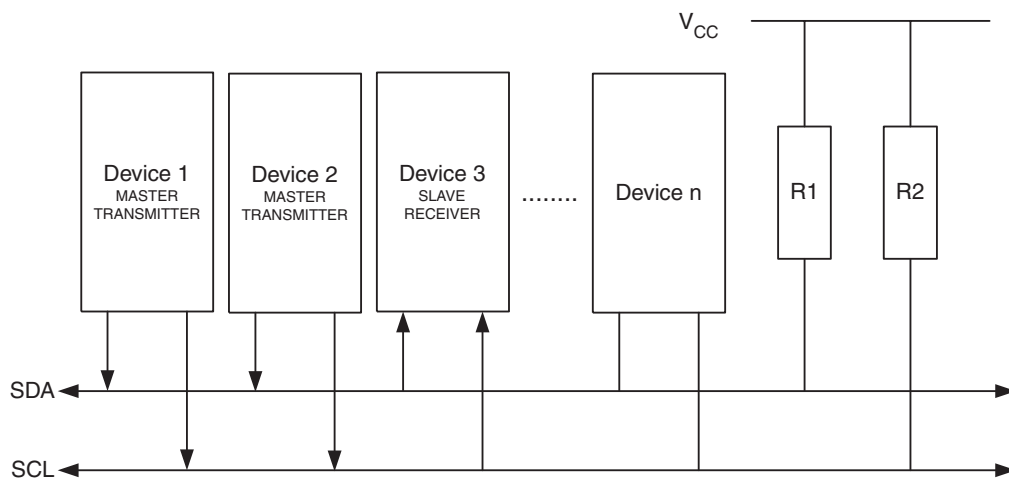 VCC
Device 1
MASTER
TRANSMITTER
Device 2
MASTER
TRANSMITTER
Device 3
SLAVE
RECEIVER
........
Device n
R1
R2
SDA
SCL